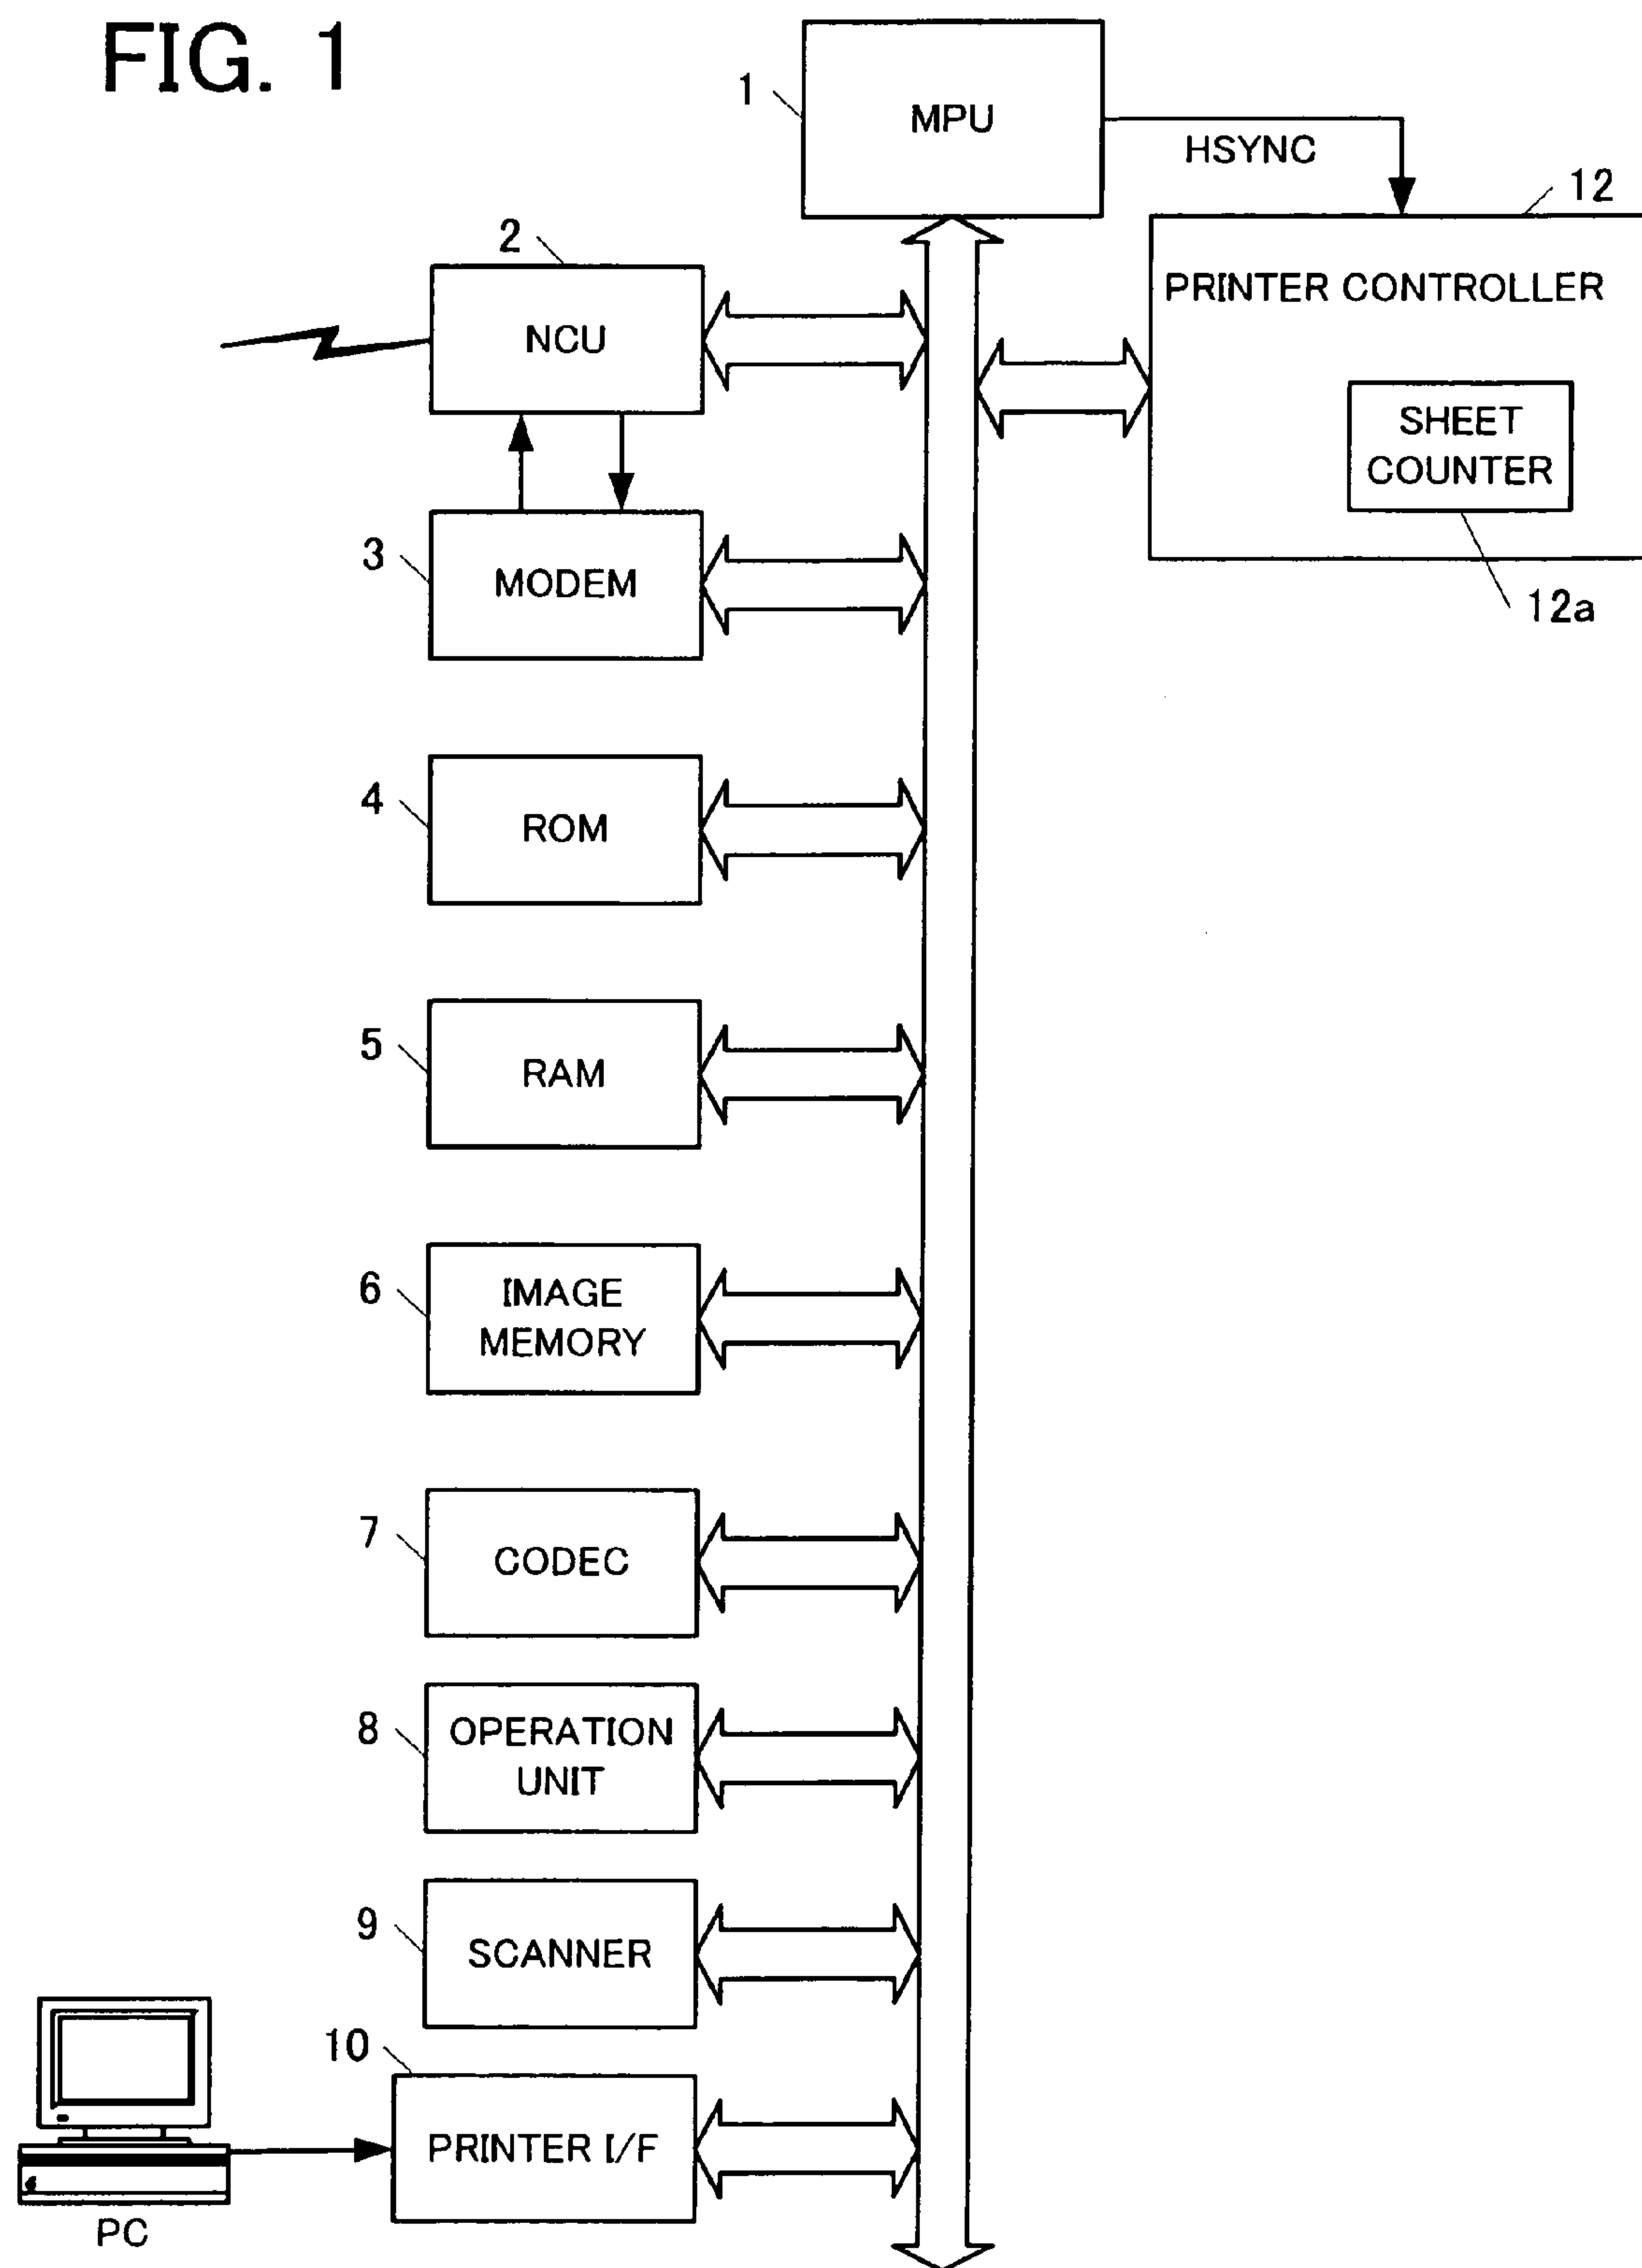 FIG. 1
1
MPU
HSYNC
12
PRINTER CONTROLLER
SHEET
COUNTER
12a
2
NCU
3
MODEM
4
ROM
5
RAM
6
IMAGE
MEMORY
7
CODEC
8
OPERATION
UNIT
9
SCANNER
10
PRINTER I/F
PC